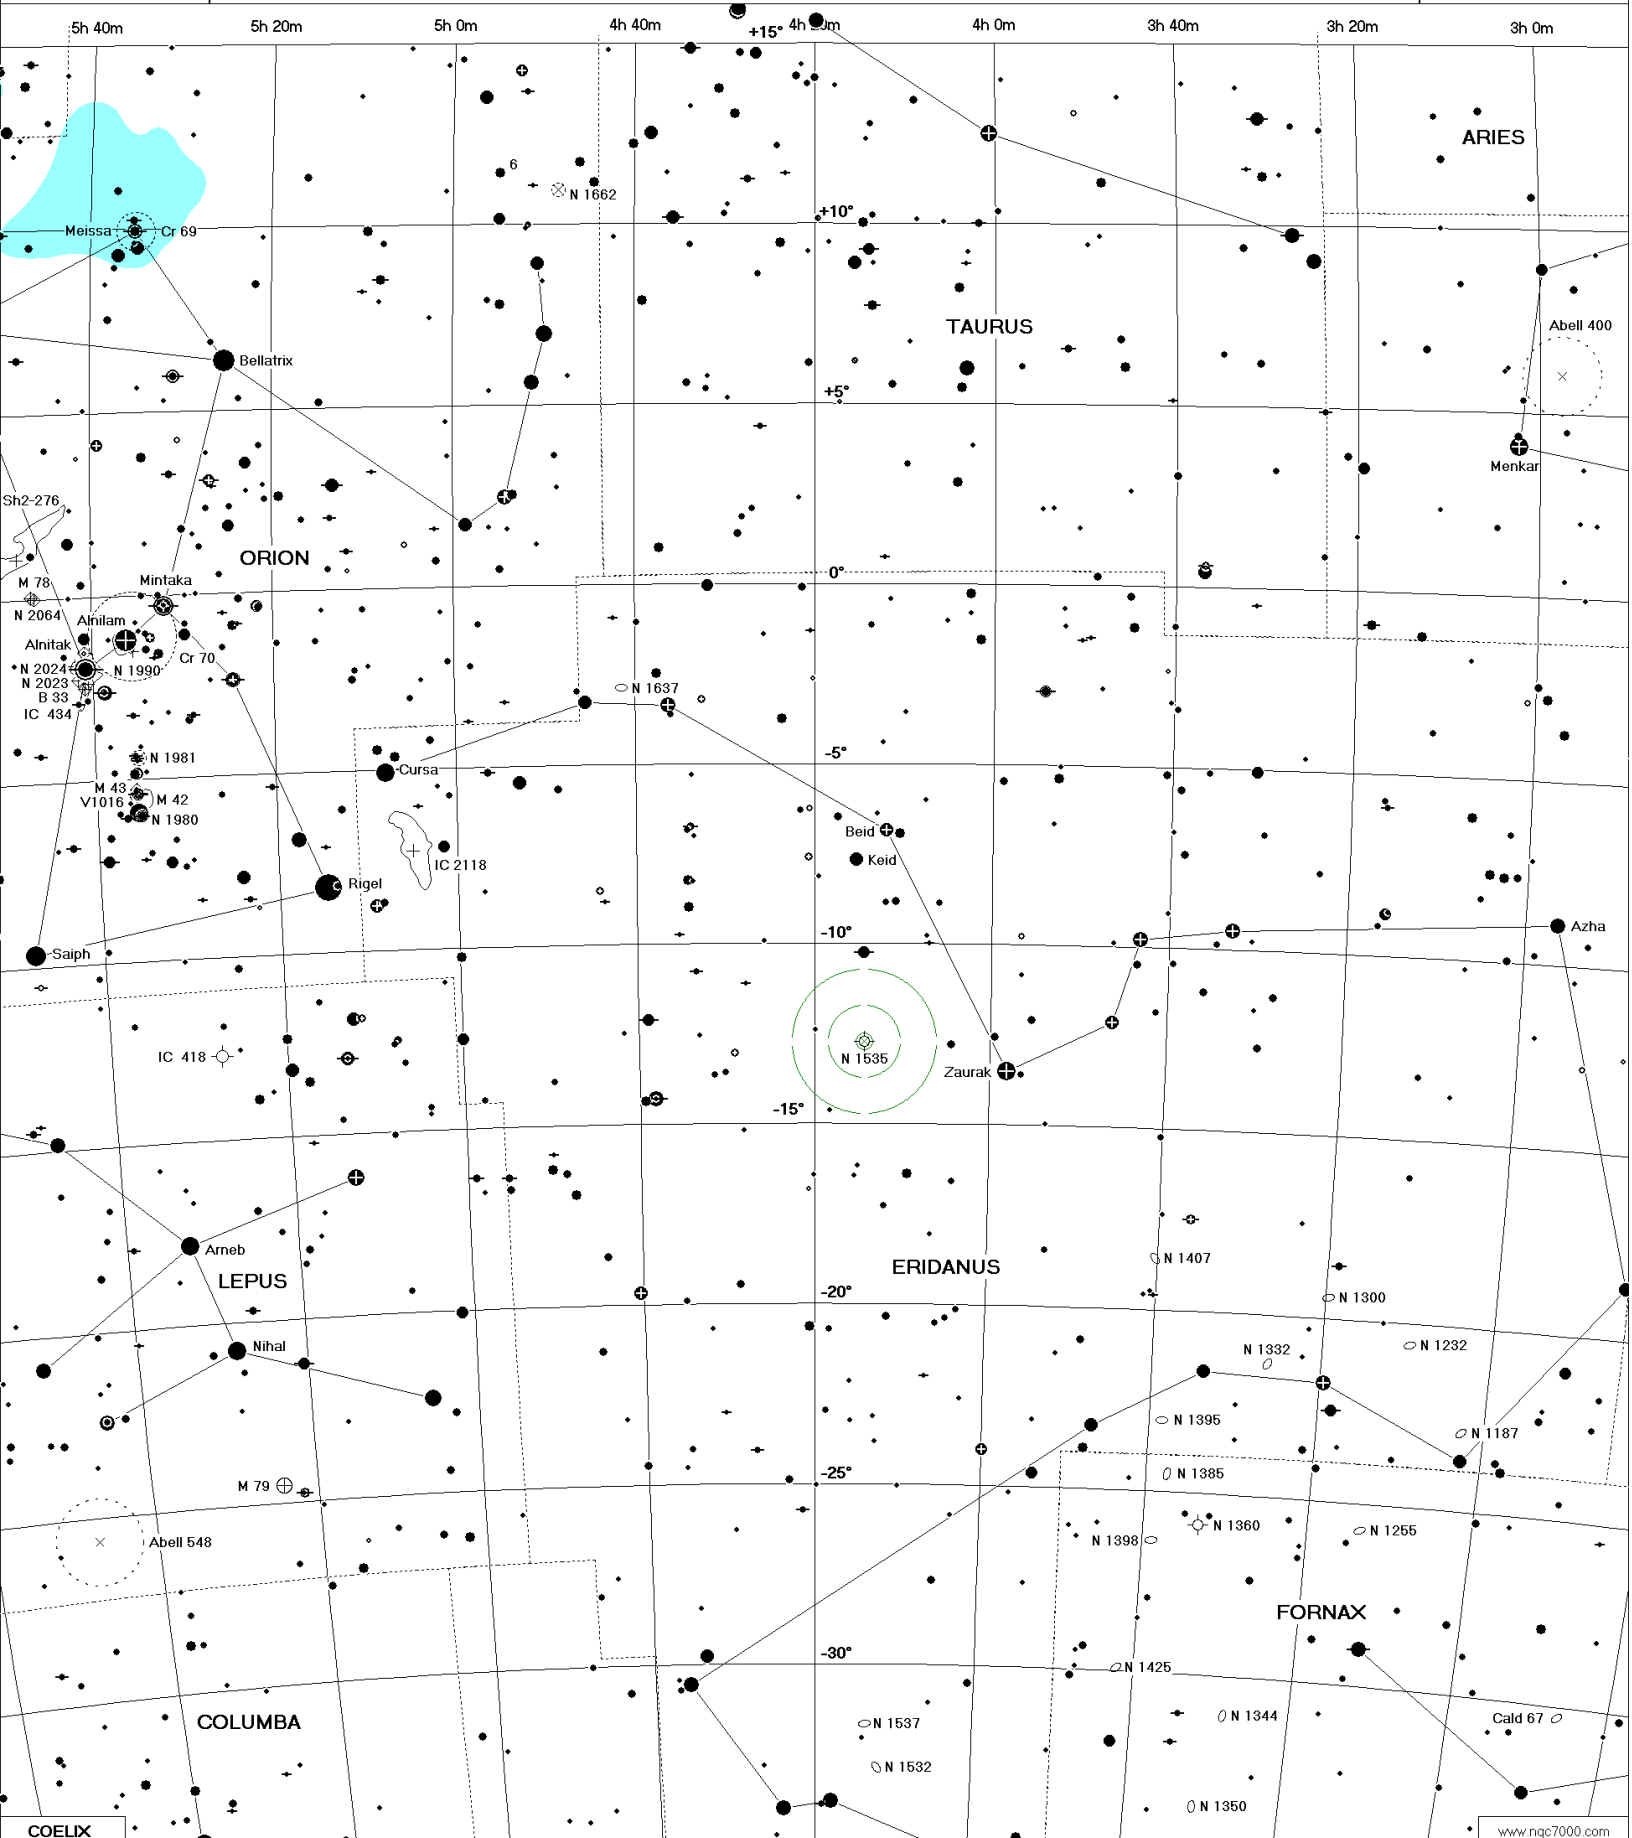 5h 40m 5h 20m 5h 0m 4h 40m 4h 20m 4h 0m 3h 40m 3h 20m 3h 0m
+15°
ARIES
6
N 1662
+10°
Meissa Cr 69
TAURUS
Abell 400
Bellatrix
+5°
Menkar
Sh2-276
ORION
0°
Mintaka
M 78
N 2064
Alnilam
Alnitak
Cr 70
N 2024 N 1990
N 2023
B 33
IC 434
N 1637
-5°
N 1981
Cursa
M 43
V1016 M 42
N 1980
Beid
Keid
IC 2118
Rigel
-10°
Azha
Saiph
IC 418
N 1535
Zaurak
-15°
Arneb
N 1407
ERIDANUS
LEPUS
-20°
N 1300
Nihal
N 1332
N 1232
N 1395
N 1187
-25°
N 1385
M 79
N 1360
N 1255
Abell 548
N 1398
FORNAX
-30°
N 1425
COLUMBA
N 1537
N 1344
Cald 67
N 1532
N 1350
COELIX
www.ngc7000.com